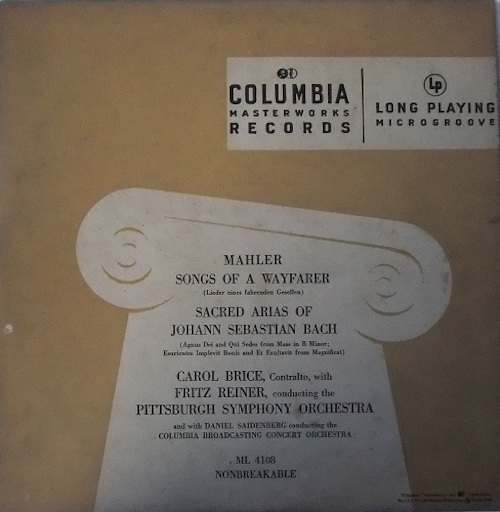 COLUMBIA
MASTERWORKS
RECORDS
LP
LONG PLAYING
MICROGROOVE
MAHLER
SONGS OF A WAYFARER
(Lieder eines fahrenden Gesellen)
SACRED ARIAS OF
JOHANN SEBASTIAN BACH
(Agnus Dei and Qui Sedes from Mass in B Minor;
Esurientes Implevit Bonis and Et Exultavit from Magnificat)
CAROL BRICE, Contralto, with
FRITZ REINER, conducting the
PITTSBURGH SYMPHONY ORCHESTRA
and with DANIEL SAIDENBERG conducting the
COLUMBIA BROADCASTING CONCERT ORCHESTRA
ML 4108
NONBREAKABLE